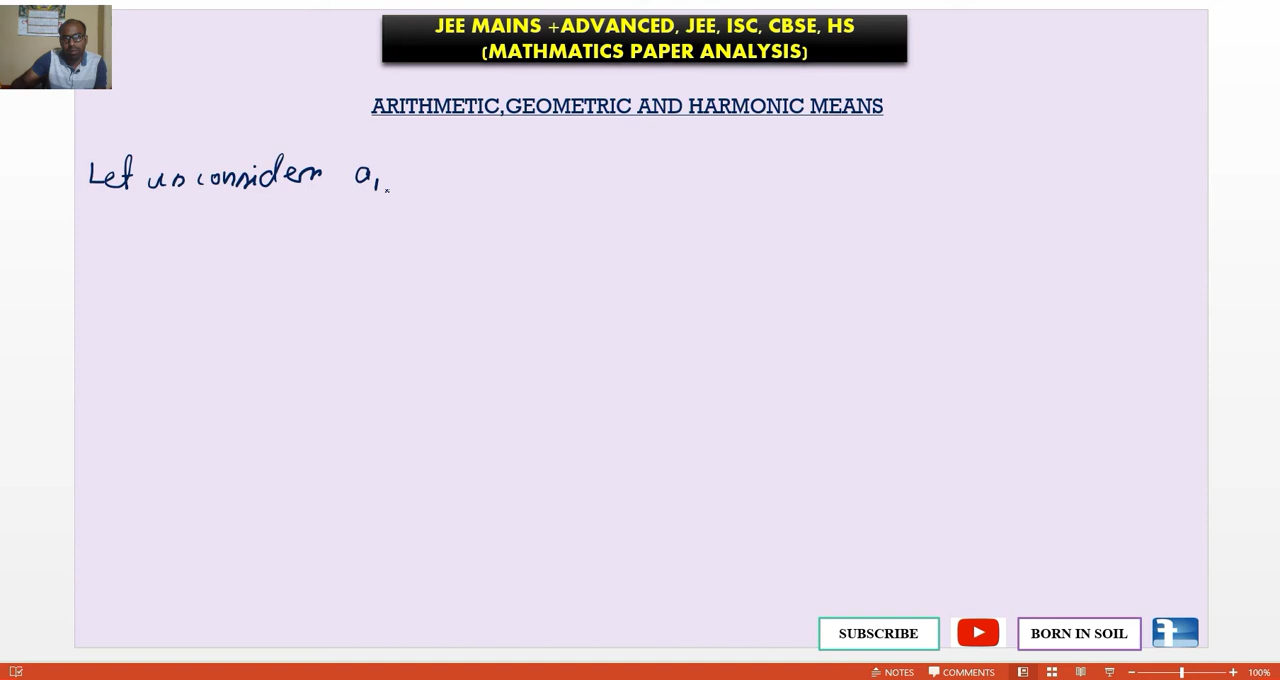 JEE MAINS +ADVANCED, JEE, ISC, CBSE, HS
(MATHMATICS PAPER ANALYSIS)
ARITHMETIC,GEOMETRIC AND HARMONIC MEANS
Let us consider a₁
SUBSCRIBE
BORN IN SOIL
NOTES
COMMENTS
100%